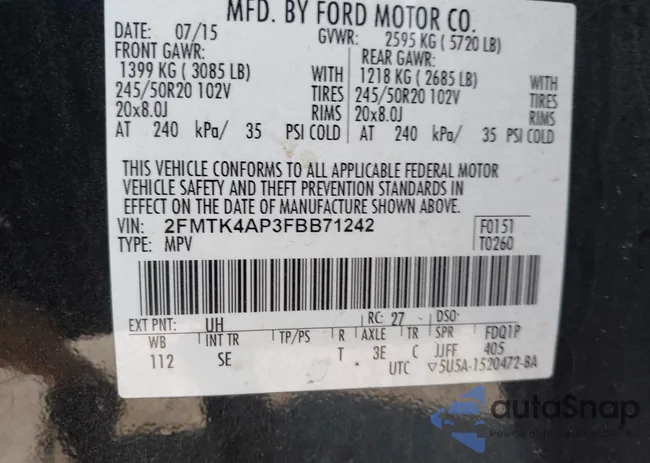 MFD. BY FORD MOTOR CO.
DATE: 07/15 GVWR: 2595 KG ( 5720 LB)
FRONT GAWR: REAR GAWR:
1399 KG ( 3085 LB) WITH 1218 KG ( 2685 LB) WITH
245/50R20 102V TIRES 245/50R20 102V TIRES
20x8.0J RIMS 20x8.0J RIMS
AT 240 kPa/ 35 PSI COLD AT 240 kPa/ 35 PSI COLD
THIS VEHICLE CONFORMS TO ALL APPLICABLE FEDERAL MOTOR
VEHICLE SAFETY AND THEFT PREVENTION STANDARDS IN
EFFECT ON THE DATE OF MANUFACTURE SHOWN ABOVE.
VIN: 2FMTK4AP3FBB71242 F0151
TYPE: MPV T0260
EXT PNT: UH RC: 27 DSO: FDQ1P
WB INT TR TP/PS R AXLE TR SPR 405
112 SE T 3E C JJFF
UTC ▽5U5A-1520472-BA
autoSnap